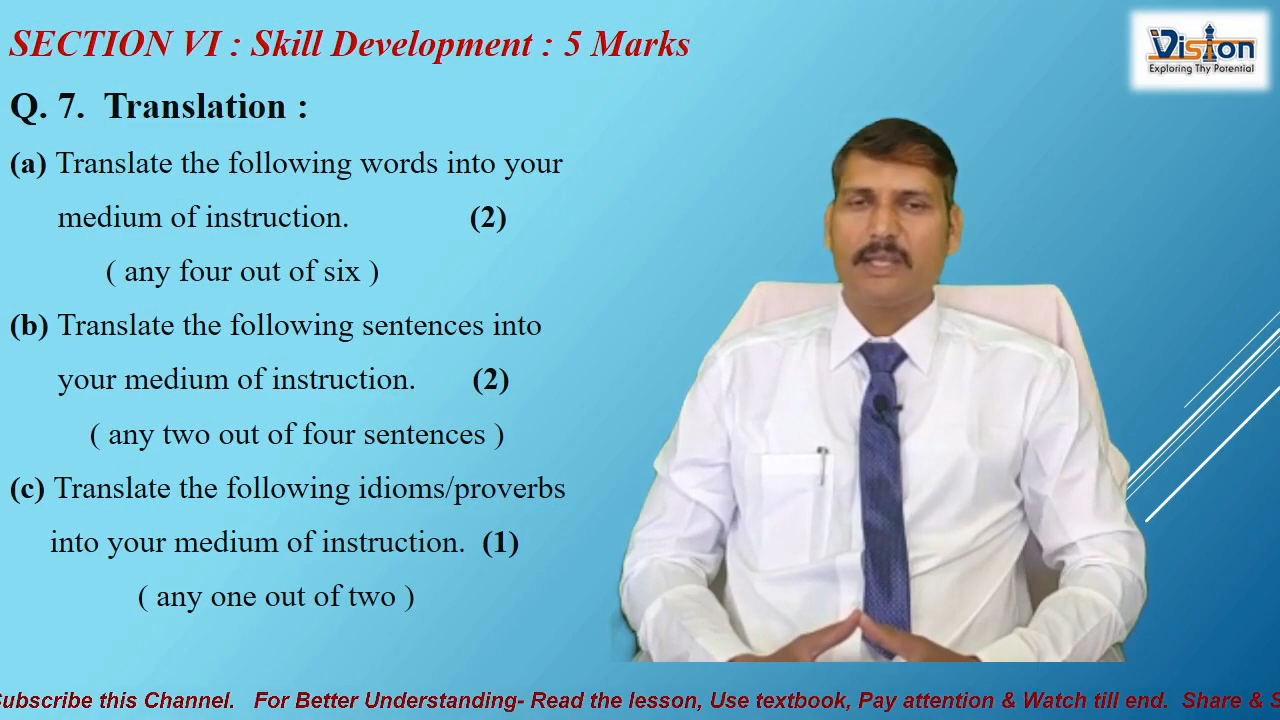 SECTION VI : Skill Development : 5 Marks
Vision
Exploring Thy Potential
Q. 7. Translation :
(a) Translate the following words into your
medium of instruction. (2)
( any four out of six )
(b) Translate the following sentences into
your medium of instruction. (2)
( any two out of four sentences )
(c) Translate the following idioms/proverbs
into your medium of instruction. (1)
( any one out of two )
Subscribe this Channel. For Better Understanding- Read the lesson, Use textbook, Pay attention & Watch till end. Share &